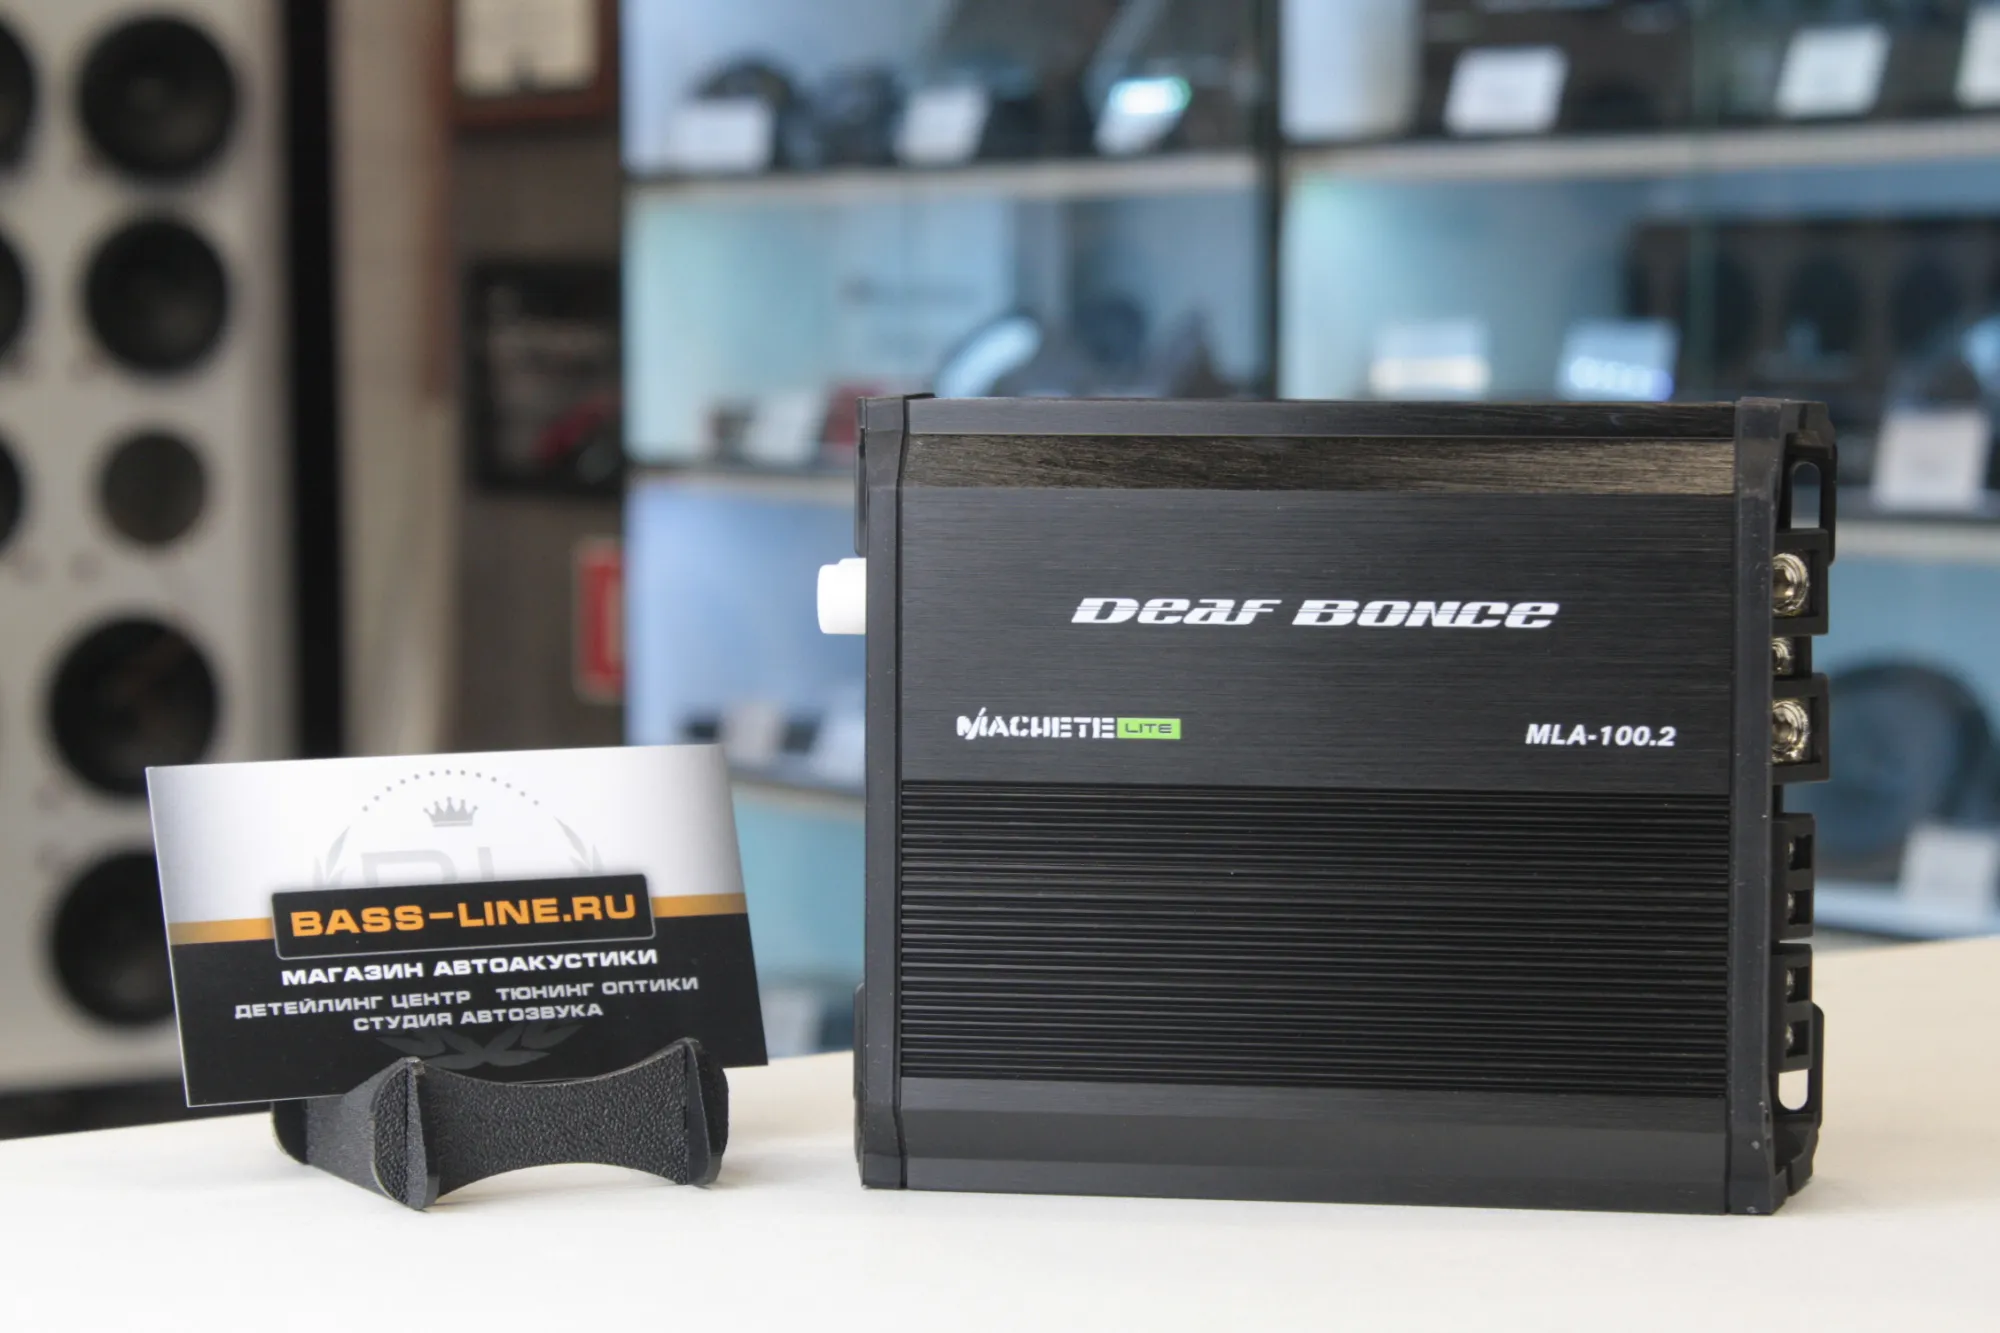 BASS-LINE.RU
МАГАЗИН АВТОАКУСТИКИ
ДЕТЕЙЛИНГ ЦЕНТР ТЮНИНГ ОПТИКИ
СТУДИЯ АВТОЗВУКА
DEAF BONCE
MACHETE LITE
MLA-100.2